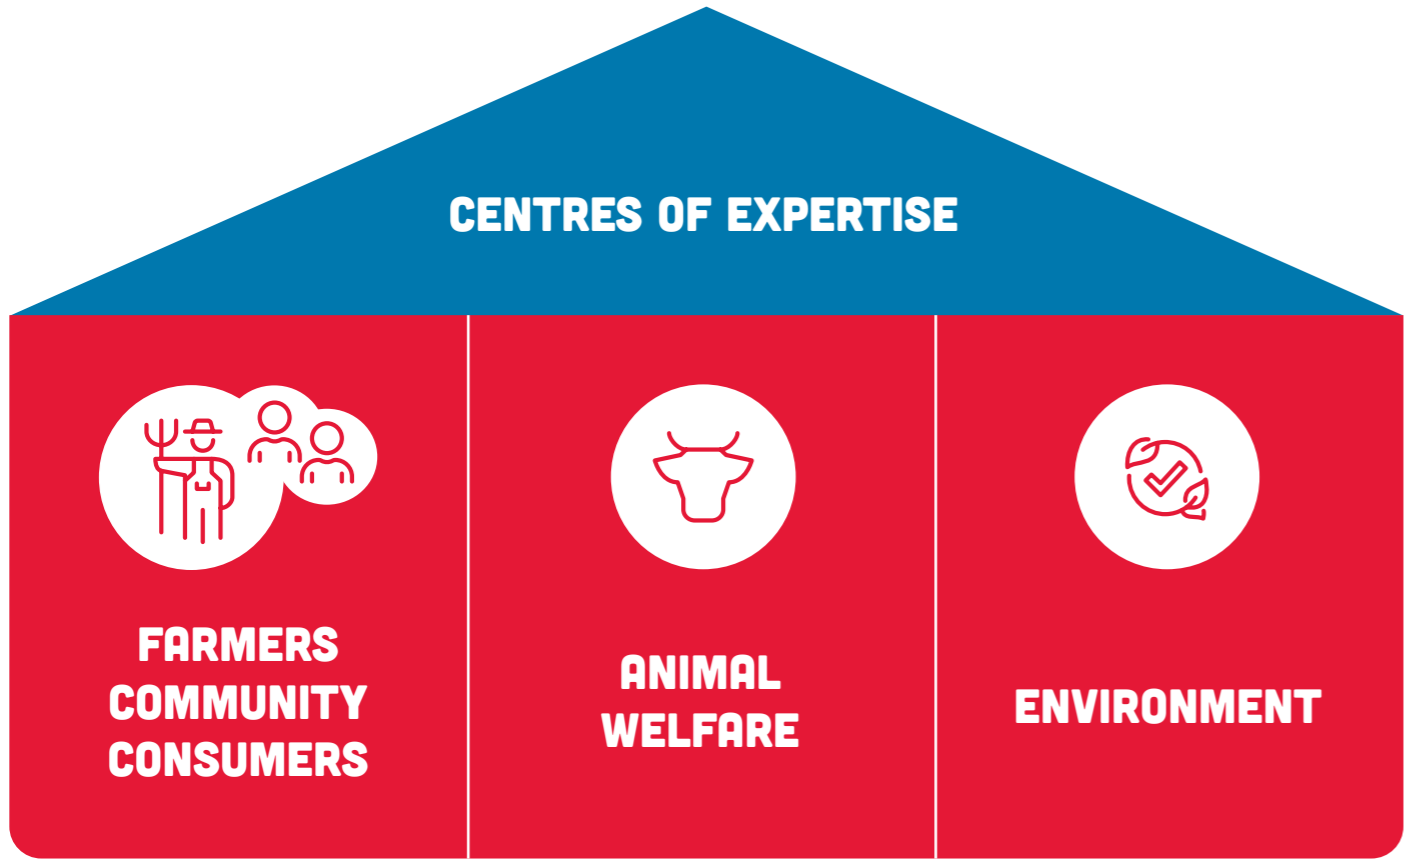 CENTRES OF EXPERTISE
FARMERS
COMMUNITY
CONSUMERS
ANIMAL
WELFARE
ENVIRONMENT